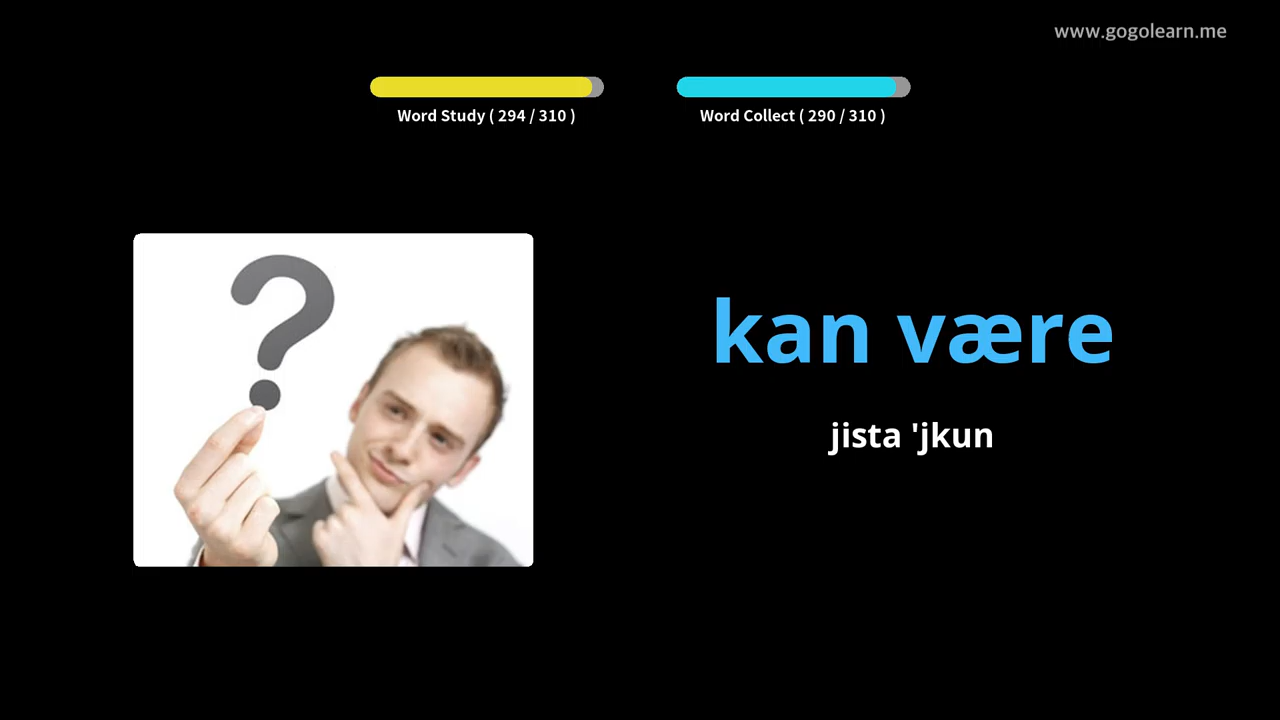 www.gogolearn.me
Word Study ( 294 / 310 )
Word Collect ( 290 / 310 )
?
kan være
jista 'jkun